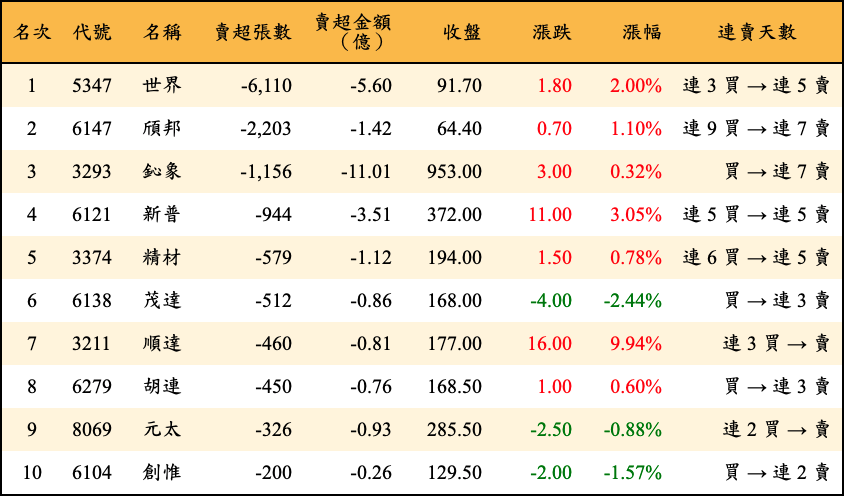 名次 代號 名稱 賣超張數 賣超金額（億） 收盤 漲跌 漲幅 連賣天數
1 5347 世界 -6,110 -5.60 91.70 1.80 2.00% 連 3 買 → 連 5 賣
2 6147 頎邦 -2,203 -1.42 64.40 0.70 1.10% 連 9 買 → 連 7 賣
3 3293 鈊象 -1,156 -11.01 953.00 3.00 0.32% 買 → 連 7 賣
4 6121 新普 -944 -3.51 372.00 11.00 3.05% 連 5 買 → 連 5 賣
5 3374 精材 -579 -1.12 194.00 1.50 0.78% 連 6 買 → 連 5 賣
6 6138 茂達 -512 -0.86 168.00 -4.00 -2.44% 買 → 連 3 賣
7 3211 順達 -460 -0.81 177.00 16.00 9.94% 連 3 買 → 賣
8 6279 胡連 -450 -0.76 168.50 1.00 0.60% 買 → 連 3 賣
9 8069 元太 -326 -0.93 285.50 -2.50 -0.88% 連 2 買 → 賣
10 6104 創惟 -200 -0.26 129.50 -2.00 -1.57% 買 → 連 2 賣